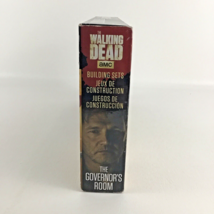 THE
WALKING
DEAD
AMC
BUILDING SETS
JEUX DE
CONSTRUCTION
JUEGOS DE
CONSTRUCCIÓN
THE
GOVERNOR'S
ROOM